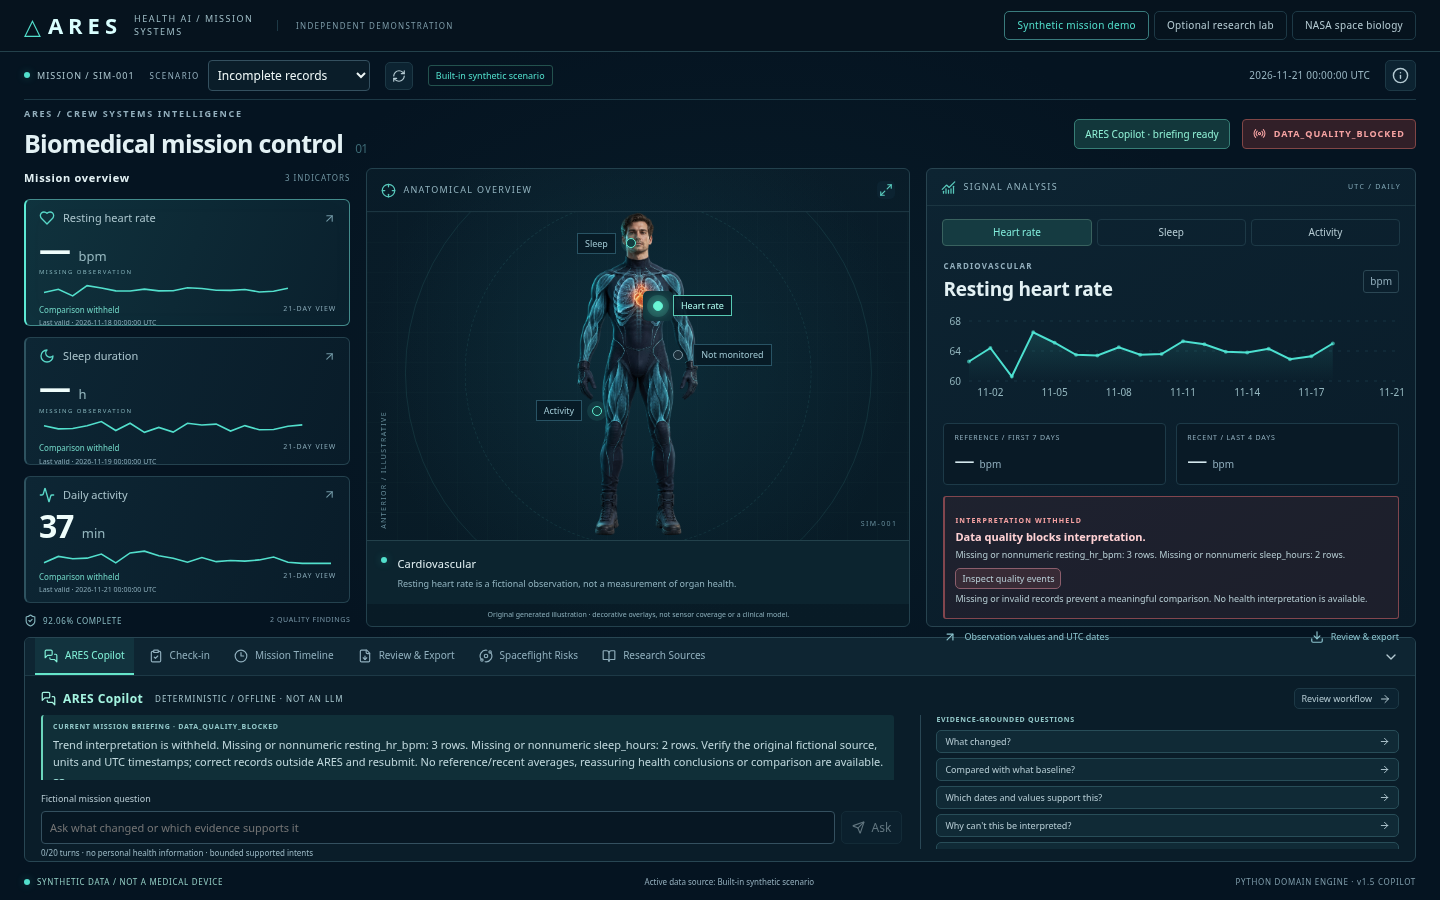 △ ARES
HEALTH AI / MISSION
SYSTEMS
INDEPENDENT DEMONSTRATION
Synthetic mission demo
Optional research lab
NASA space biology
MISSION / SIM-001
SCENARIO
Incomplete records
Built-in synthetic scenario
2026-11-21 00:00:00 UTC
ARES / CREW SYSTEMS INTELLIGENCE
Biomedical mission control 01
ARES Copilot · briefing ready
DATA_QUALITY_BLOCKED
Mission overview
3 INDICATORS
Resting heart rate
— bpm
MISSING OBSERVATION
Comparison withheld
21-DAY VIEW
Last valid · 2026-11-18 00:00:00 UTC
Sleep duration
— h
MISSING OBSERVATION
Comparison withheld
21-DAY VIEW
Last valid · 2026-11-19 00:00:00 UTC
Daily activity
37 min
Comparison withheld
21-DAY VIEW
Last valid · 2026-11-21 00:00:00 UTC
92.06% COMPLETE
2 QUALITY FINDINGS
ANATOMICAL OVERVIEW
Sleep
Heart rate
Not monitored
Activity
ANTERIOR / ILLUSTRATIVE
SIM-001
Cardiovascular
Resting heart rate is a fictional observation, not a measurement of organ health.
Original generated illustration · decorative overlays, not sensor coverage or a clinical model.
SIGNAL ANALYSIS
UTC / DAILY
Heart rate
Sleep
Activity
CARDIOVASCULAR
Resting heart rate
bpm
68
64
60
11-02 11-05 11-08 11-11 11-14 11-17 11-21
REFERENCE / FIRST 7 DAYS
— bpm
RECENT / LAST 4 DAYS
— bpm
INTERPRETATION WITHHELD
Data quality blocks interpretation.
Missing or nonnumeric resting_hr_bpm: 3 rows. Missing or nonnumeric sleep_hours: 2 rows.
Inspect quality events
Missing or invalid records prevent a meaningful comparison. No health interpretation is available.
Observation values and UTC dates
Review & export
ARES Copilot
Check-in
Mission Timeline
Review & Export
Spaceflight Risks
Research Sources
ARES Copilot
DETERMINISTIC / OFFLINE · NOT AN LLM
Review workflow
CURRENT MISSION BRIEFING · DATA_QUALITY_BLOCKED
Trend interpretation is withheld. Missing or nonnumeric resting_hr_bpm: 3 rows. Missing or nonnumeric sleep_hours: 2 rows. Verify the original fictional source,
units and UTC timestamps; correct records outside ARES and resubmit. No reference/recent averages, reassuring health conclusions or comparison are available.
Fictional mission question
Ask what changed or which evidence supports it
Ask
0/20 turns · no personal health information · bounded supported intents
EVIDENCE-GROUNDED QUESTIONS
What changed?
Compared with what baseline?
Which dates and values support this?
Why can't this be interpreted?
SYNTHETIC DATA / NOT A MEDICAL DEVICE
Active data source: Built-in synthetic scenario
PYTHON DOMAIN ENGINE · v1.5 COPILOT